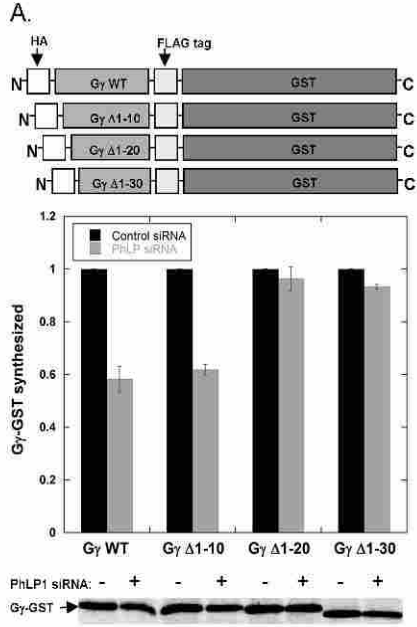 A.
HA FLAG tag
N Gγ WT GST C
N Gγ Δ1-10 GST C
N Gγ Δ1-20 GST C
N Gγ Δ1-30 GST C
1.2
Control siRNA
PhLP siRNA
1
0.8
0.6
0.4
0.2
0
Gγ-GST synthesized
Gγ WT Gγ Δ1-10 Gγ Δ1-20 Gγ Δ1-30
PhLP1 siRNA: - + - + - + - +
Gγ-GST